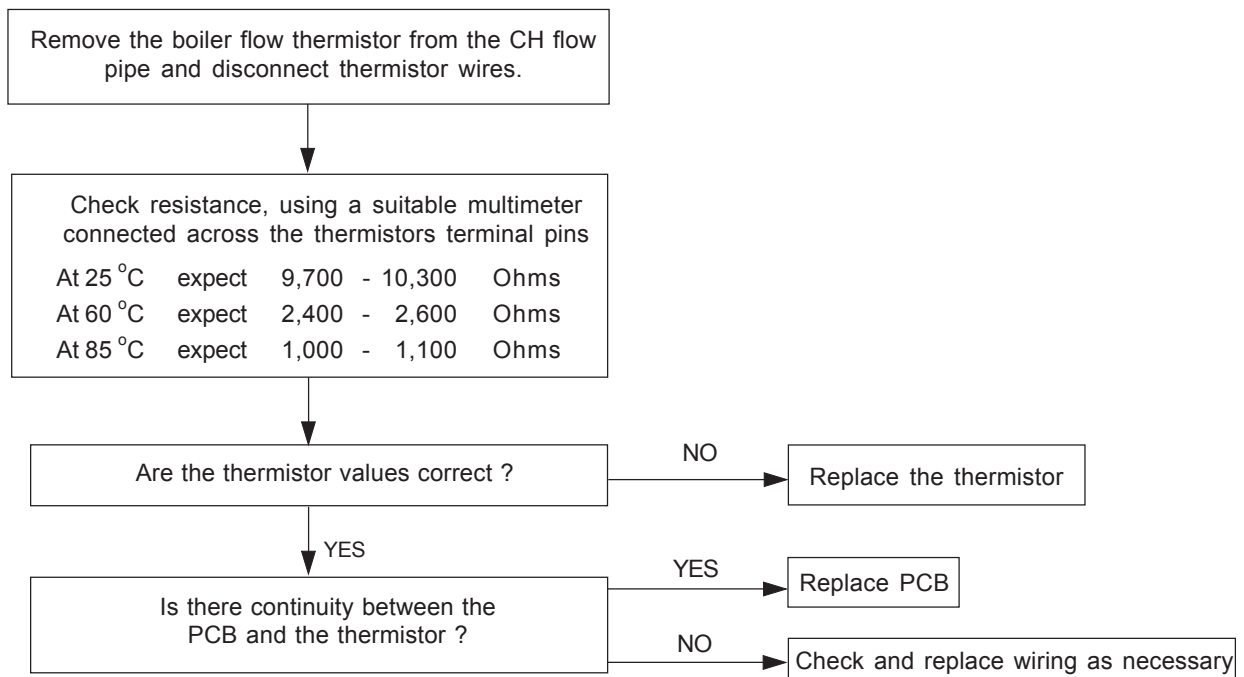 Remove the boiler flow thermistor from the CH flow
pipe and disconnect thermistor wires.
Check resistance, using a suitable multimeter
connected across the thermistors terminal pins
At 25 °C expect 9,700 - 10,300 Ohms
At 60 °C expect 2,400 - 2,600 Ohms
At 85 °C expect 1,000 - 1,100 Ohms
Are the thermistor values correct ?
NO
Replace the thermistor
YES
Is there continuity between the
PCB and the thermistor ?
YES
Replace PCB
NO
Check and replace wiring as necessary